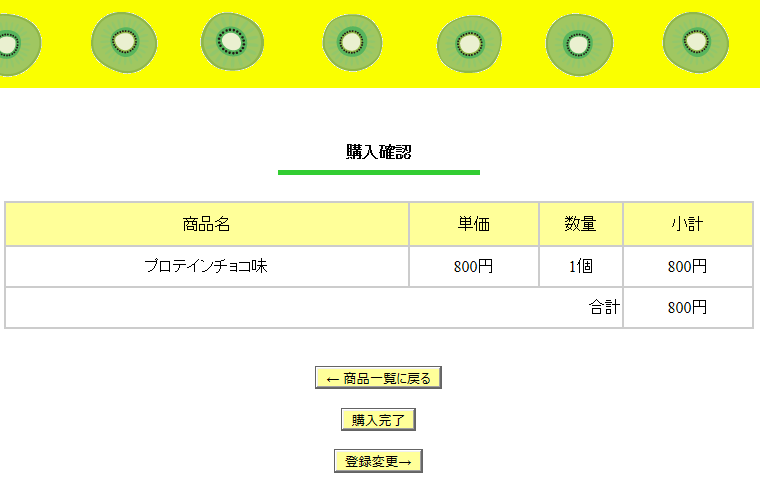 購入確認
商品名 単価 数量 小計
プロテインチョコ味 800円 1個 800円
合計 800円
← 商品一覧に戻る
購入完了
登録変更→